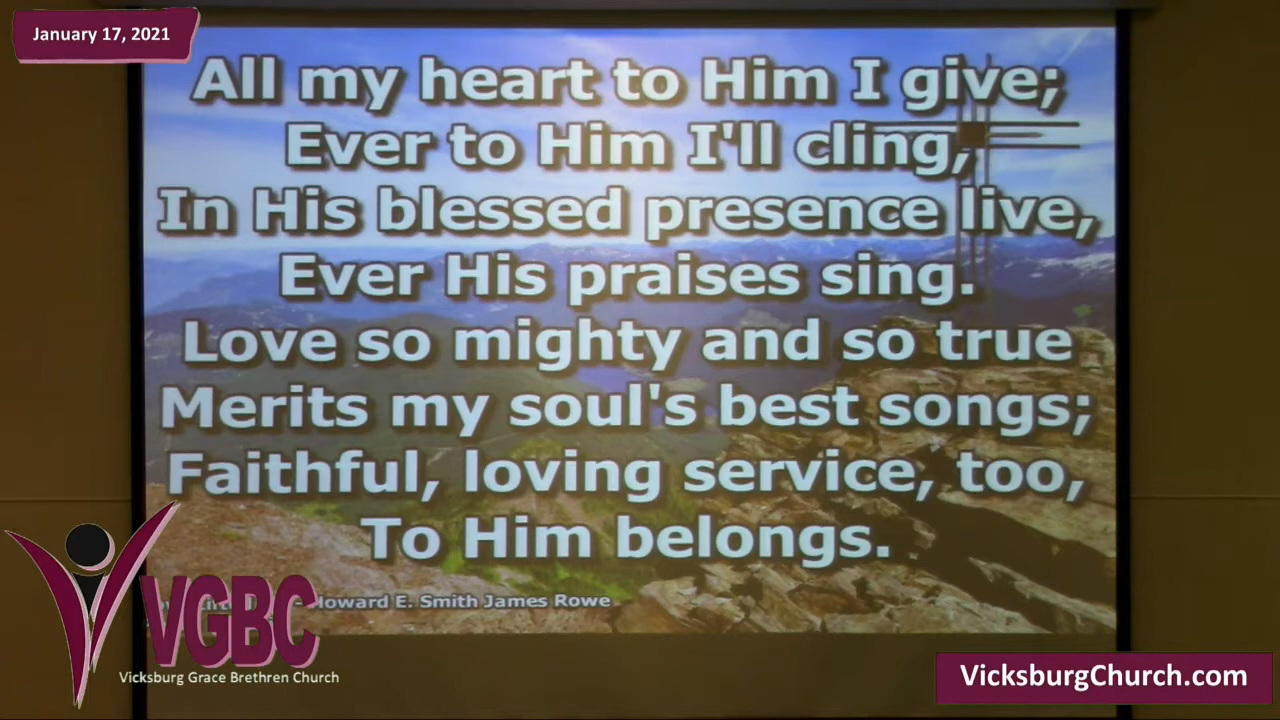 January 17, 2021
All my heart to Him I give;
Ever to Him I'll cling,
In His blessed presence live,
Ever His praises sing.
Love so mighty and so true
Merits my soul's best songs;
Faithful, loving service, too,
To Him belongs.
Howard E. Smith James Rowe
VGBC
Vicksburg Grace Brethren Church
VicksburgChurch.com